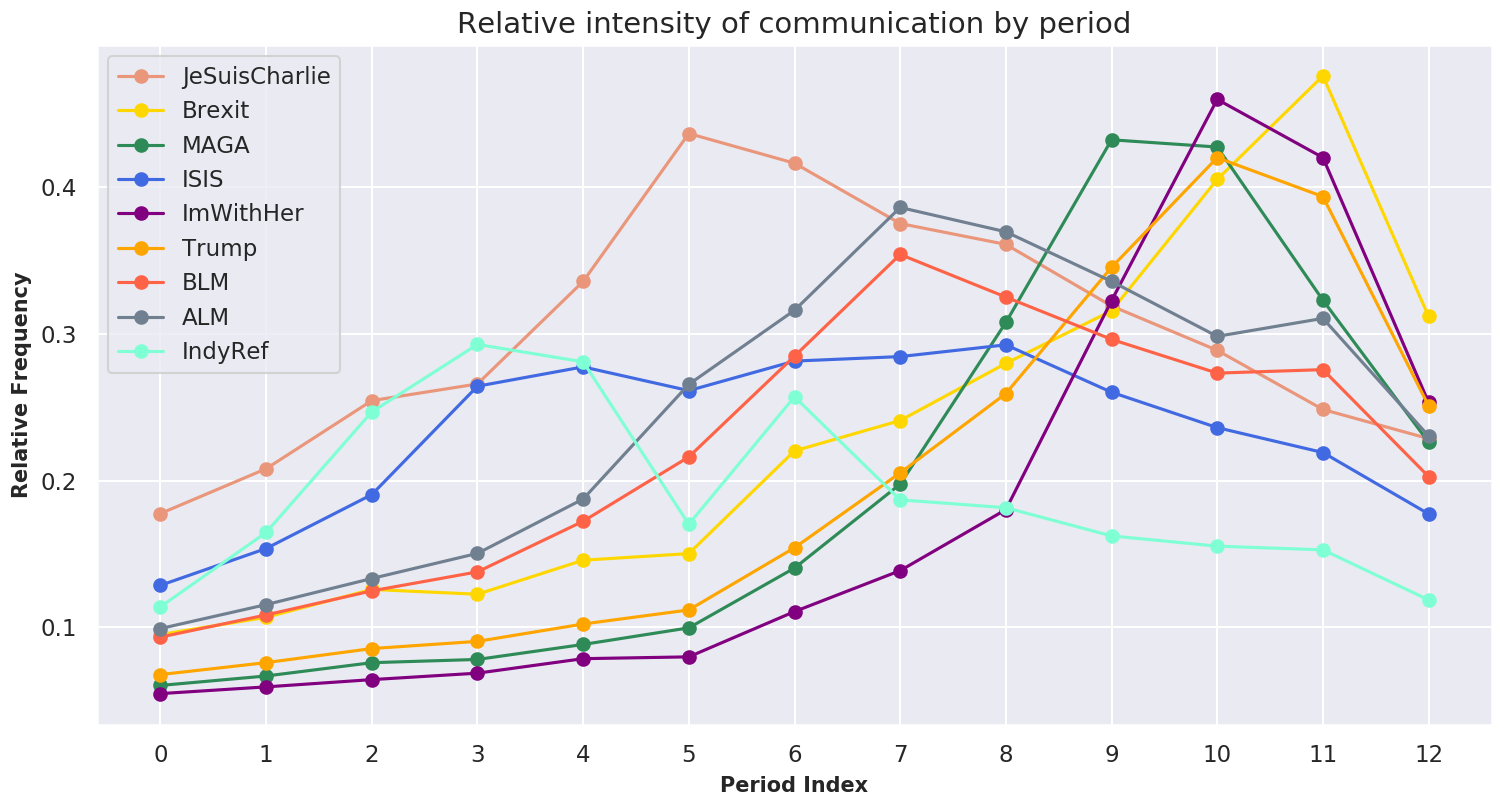 Relative intensity of communication by period
JeSuisCharlie
Brexit
MAGA
ISIS
ImWithHer
Trump
BLM
ALM
IndyRef
Relative Frequency
0.4
0.3
0.2
0.1
0 1 2 3 4 5 6 7 8 9 10 11 12
Period Index